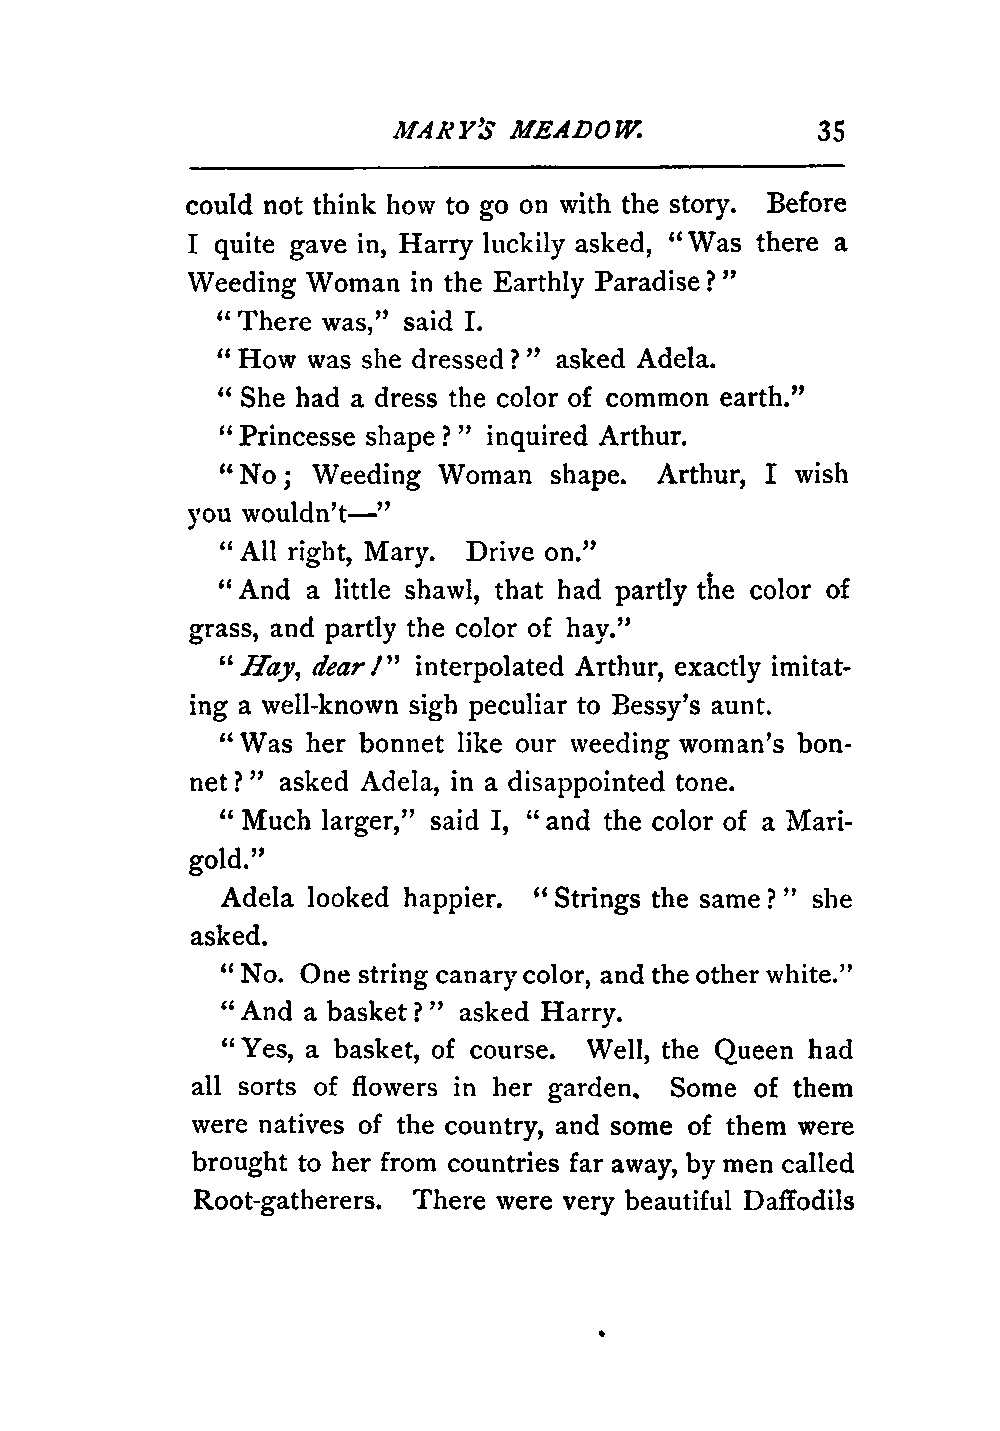 MARY'S MEADOW. 35
could not think how to go on with the story. Before
I quite gave in, Harry luckily asked, "Was there a
Weeding Woman in the Earthly Paradise?"
"There was," said I.
"How was she dressed?" asked Adela.
"She had a dress the color of common earth."
"Princesse shape?" inquired Arthur.
"No; Weeding Woman shape. Arthur, I wish
you wouldn't—"
"All right, Mary. Drive on."
"And a little shawl, that had partly the color of
grass, and partly the color of hay."
"Hay, dear!" interpolated Arthur, exactly imitat-
ing a well-known sigh peculiar to Bessy's aunt.
"Was her bonnet like our weeding woman's bon-
net?" asked Adela, in a disappointed tone.
"Much larger," said I, "and the color of a Mari-
gold."
Adela looked happier. "Strings the same?" she
asked.
"No. One string canary color, and the other white."
"And a basket?" asked Harry.
"Yes, a basket, of course. Well, the Queen had
all sorts of flowers in her garden. Some of them
were natives of the country, and some of them were
brought to her from countries far away, by men called
Root-gatherers. There were very beautiful Daffodils